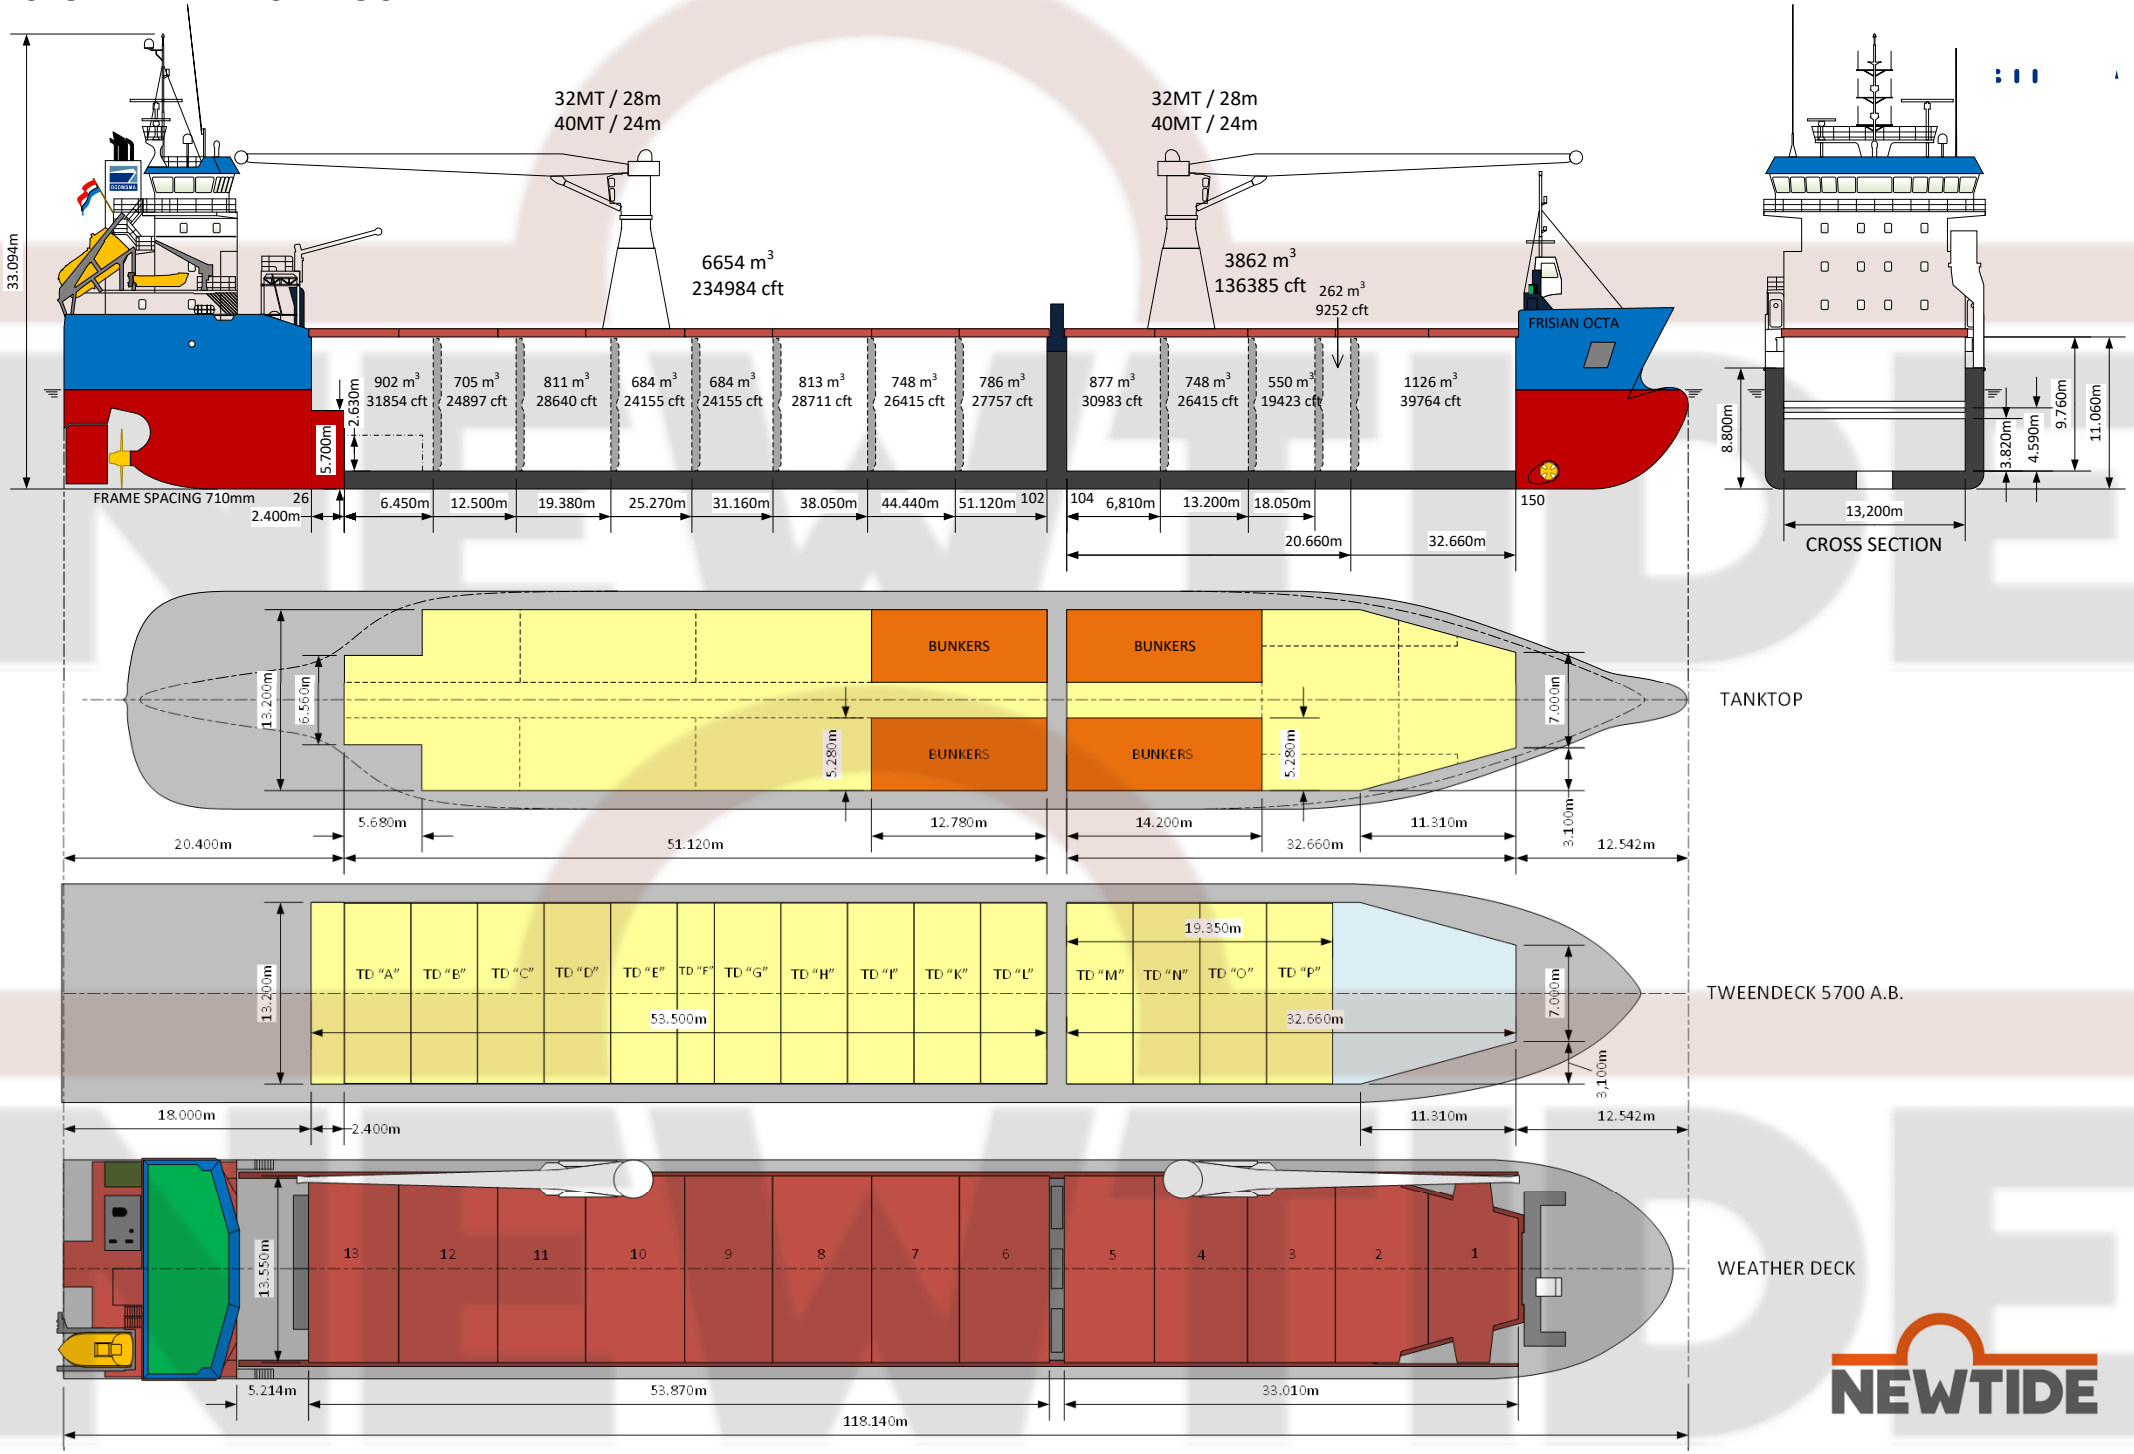 32MT / 28m
40MT / 24m
32MT / 28m
40MT / 24m
33.094m
DOOWSMA
6654 m³
234984 cft
3862 m³
136385 cft
262 m³
9252 cft
FRISIAN OCTA
902 m³
31854 cft
705 m³
24897 cft
811 m³
28640 cft
684 m³
24155 cft
684 m³
24155 cft
813 m³
28711 cft
748 m³
26415 cft
786 m³
27757 cft
877 m³
30983 cft
748 m³
26415 cft
550 m³
19423 cft
1126 m³
39764 cft
2.630m
5.700m
8.800m
3.820m
4.590m
9.760m
11.060m
FRAME SPACING 710mm
26
102
104
150
2.400m
6.450m
12.500m
19.380m
25.270m
31.160m
38.050m
44.440m
51.120m
6,810m
13.200m
18.050m
20.660m
32.660m
13,200m
CROSS SECTION
BUNKERS
BUNKERS
BUNKERS
BUNKERS
13.200m
6.560m
5.280m
5.280m
7.000m
3.100m
TANKTOP
5.680m
12.780m
14.200m
11.310m
20.400m
51.120m
32.660m
12.542m
19.350m
TD "A"
TD "B"
TD "C"
TD "D"
TD "E"
TD "F"
TD "G"
TD "H"
TD "I"
TD "K"
TD "L"
TD "M"
TD "N"
TD "O"
TD "P"
13.200m
53.500m
32.660m
7.000m
3,100m
TWEENDECK 5700 A.B.
18.000m
2.400m
11.310m
12.542m
13.550m
13
12
11
10
9
8
7
6
5
4
3
2
1
WEATHER DECK
5.214m
53.870m
33.010m
118.140m
NEWTIDE
NEWTIDE
NEWTIDE